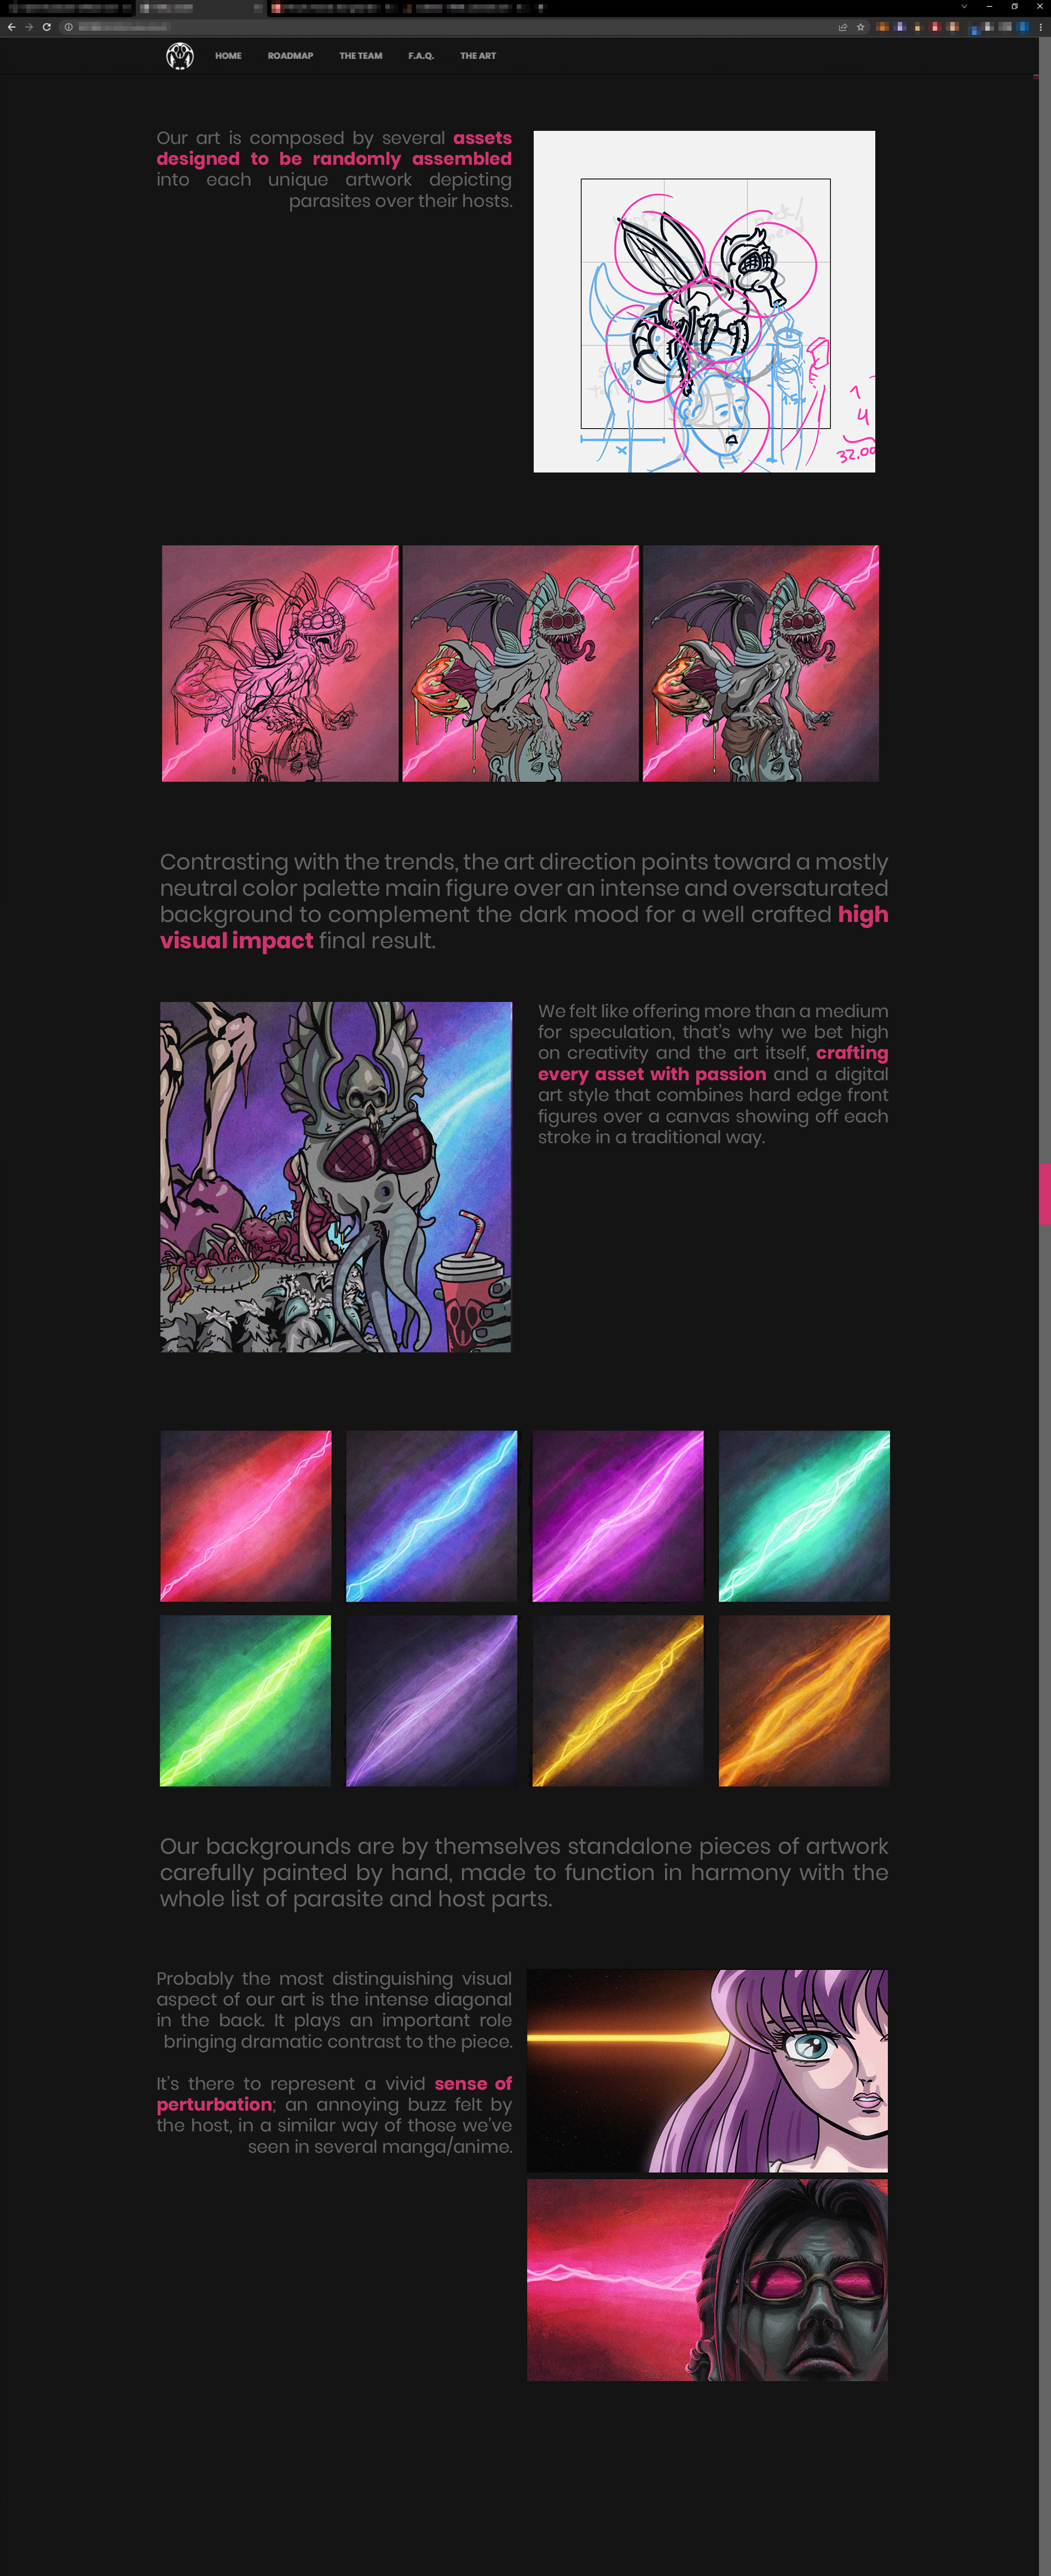 HOME ROADMAP THE TEAM F.A.Q. THE ART
Our art is composed by several assets
designed to be randomly assembled
into each unique artwork depicting
parasites over their hosts.
neck/
head
x
1.5x
1
4
32.00
Contrasting with the trends, the art direction points toward a mostly
neutral color palette main figure over an intense and oversaturated
background to complement the dark mood for a well crafted high
visual impact final result.
We felt like offering more than a medium
for speculation, that's why we bet high
on creativity and the art itself, crafting
every asset with passion and a digital
art style that combines hard edge front
figures over a canvas showing off each
stroke in a traditional way.
Our backgrounds are by themselves standalone pieces of artwork
carefully painted by hand, made to function in harmony with the
whole list of parasite and host parts.
Probably the most distinguishing visual
aspect of our art is the intense diagonal
in the back. It plays an important role
bringing dramatic contrast to the piece.
It's there to represent a vivid sense of
perturbation; an annoying buzz felt by
the host, in a similar way of those we've
seen in several manga/anime.